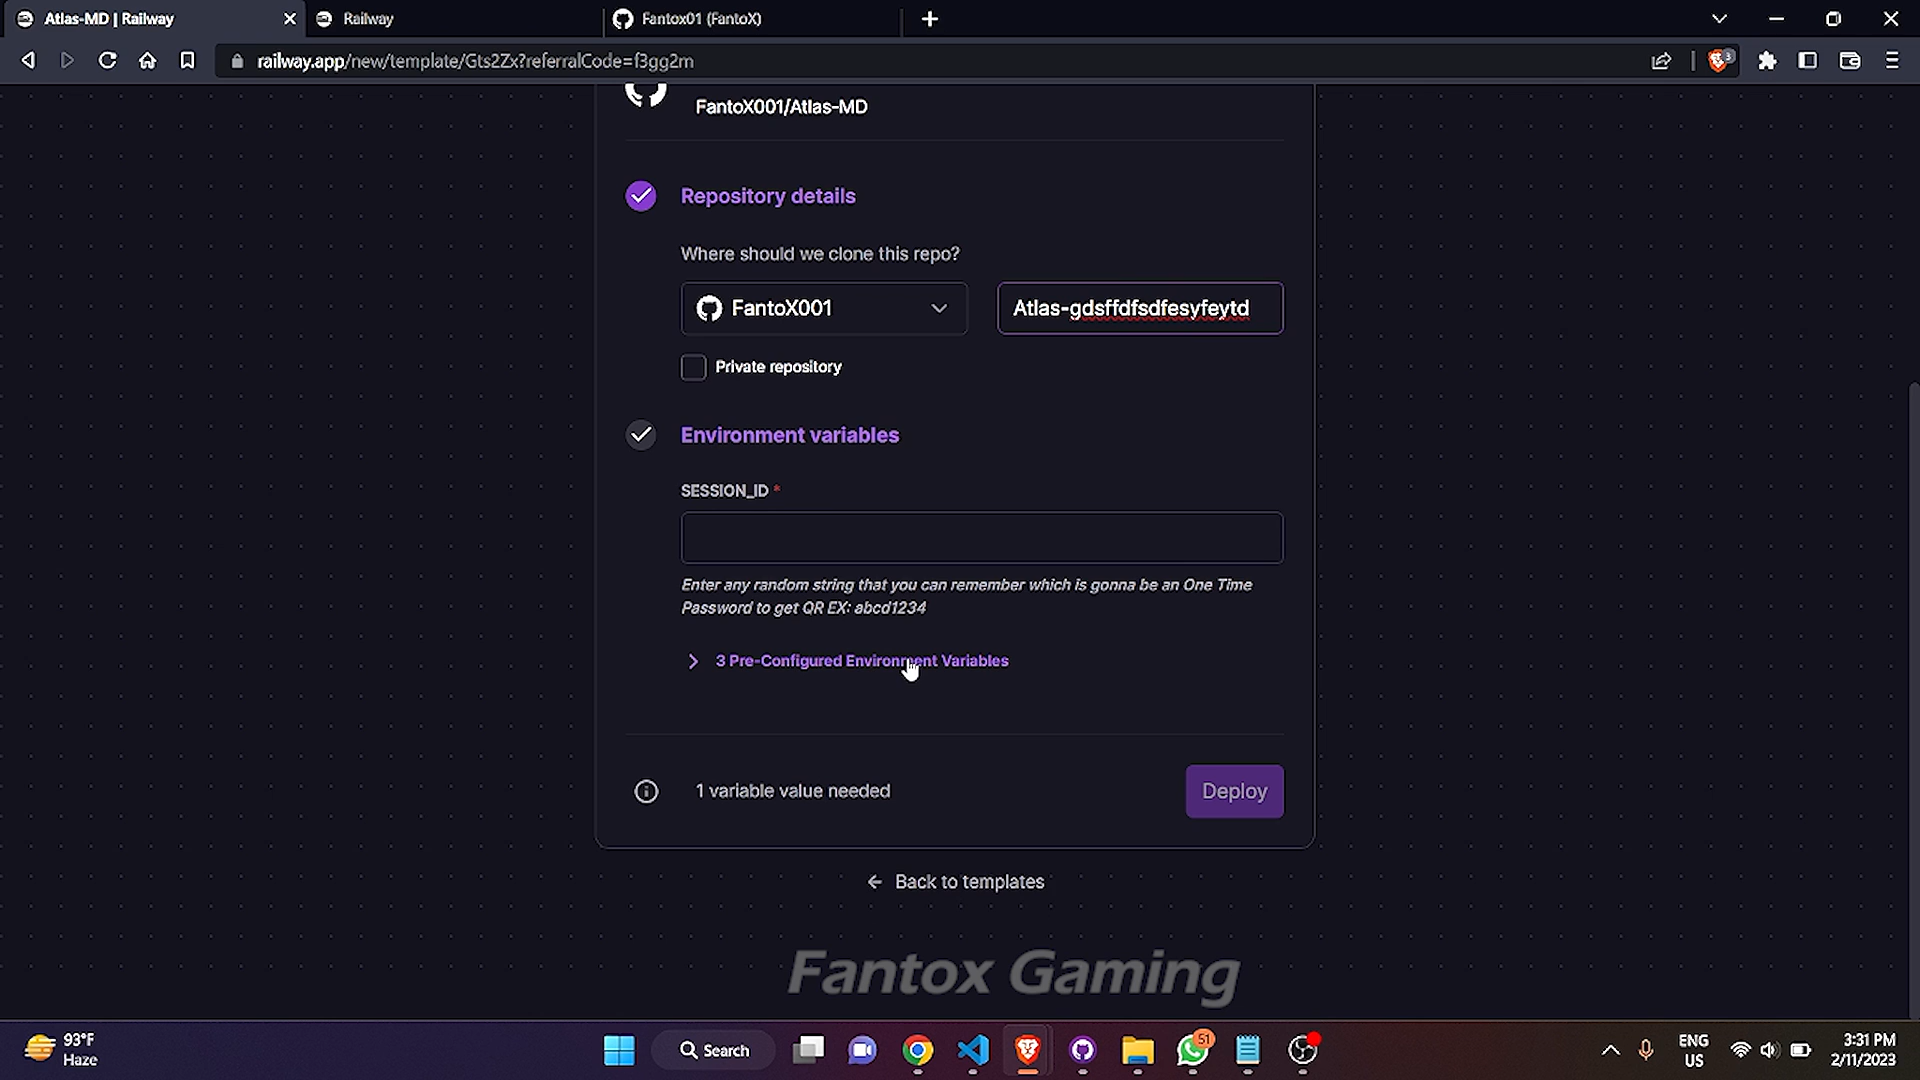 Atlas-MD | Railway
Railway
Fantox01 (FantoX)
railway.app/new/template/Gts2Zx?referralCode=f3gg2m
3
FantoX001/Atlas-MD
Repository details
Where should we clone this repo?
FantoX001
Atlas-gdsffdfsdfesyfeytd
Private repository
Environment variables
SESSION_ID *
Enter any random string that you can remember which is gonna be an One Time
Password to get QR EX: abcd1234
3 Pre-Configured Environment Variables
1 variable value needed
Deploy
Back to templates
Fantox Gaming
93°F
Haze
Search
51
ENG
US
3:31 PM
2/11/2023